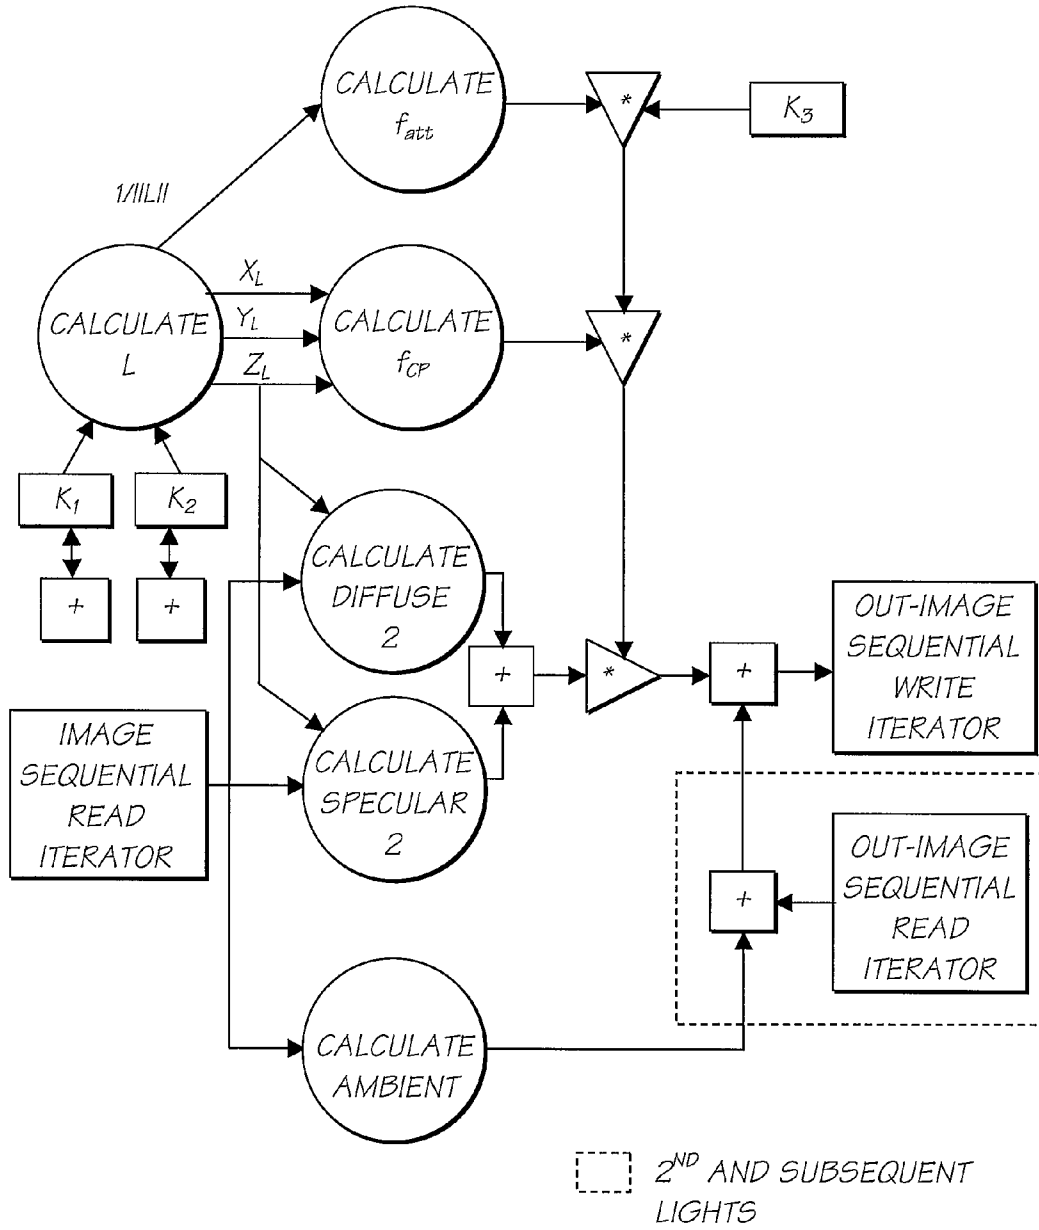 CALCULATE
f_att
*
K_3
1/||L||
CALCULATE
L
X_L
Y_L
Z_L
CALCULATE
f_CP
*
K_1
K_2
+
+
CALCULATE
DIFFUSE
2
+
*
+
OUT-IMAGE
SEQUENTIAL
WRITE
ITERATOR
IMAGE
SEQUENTIAL
READ
ITERATOR
CALCULATE
SPECULAR
2
+
OUT-IMAGE
SEQUENTIAL
READ
ITERATOR
CALCULATE
AMBIENT
2^ND AND SUBSEQUENT
LIGHTS